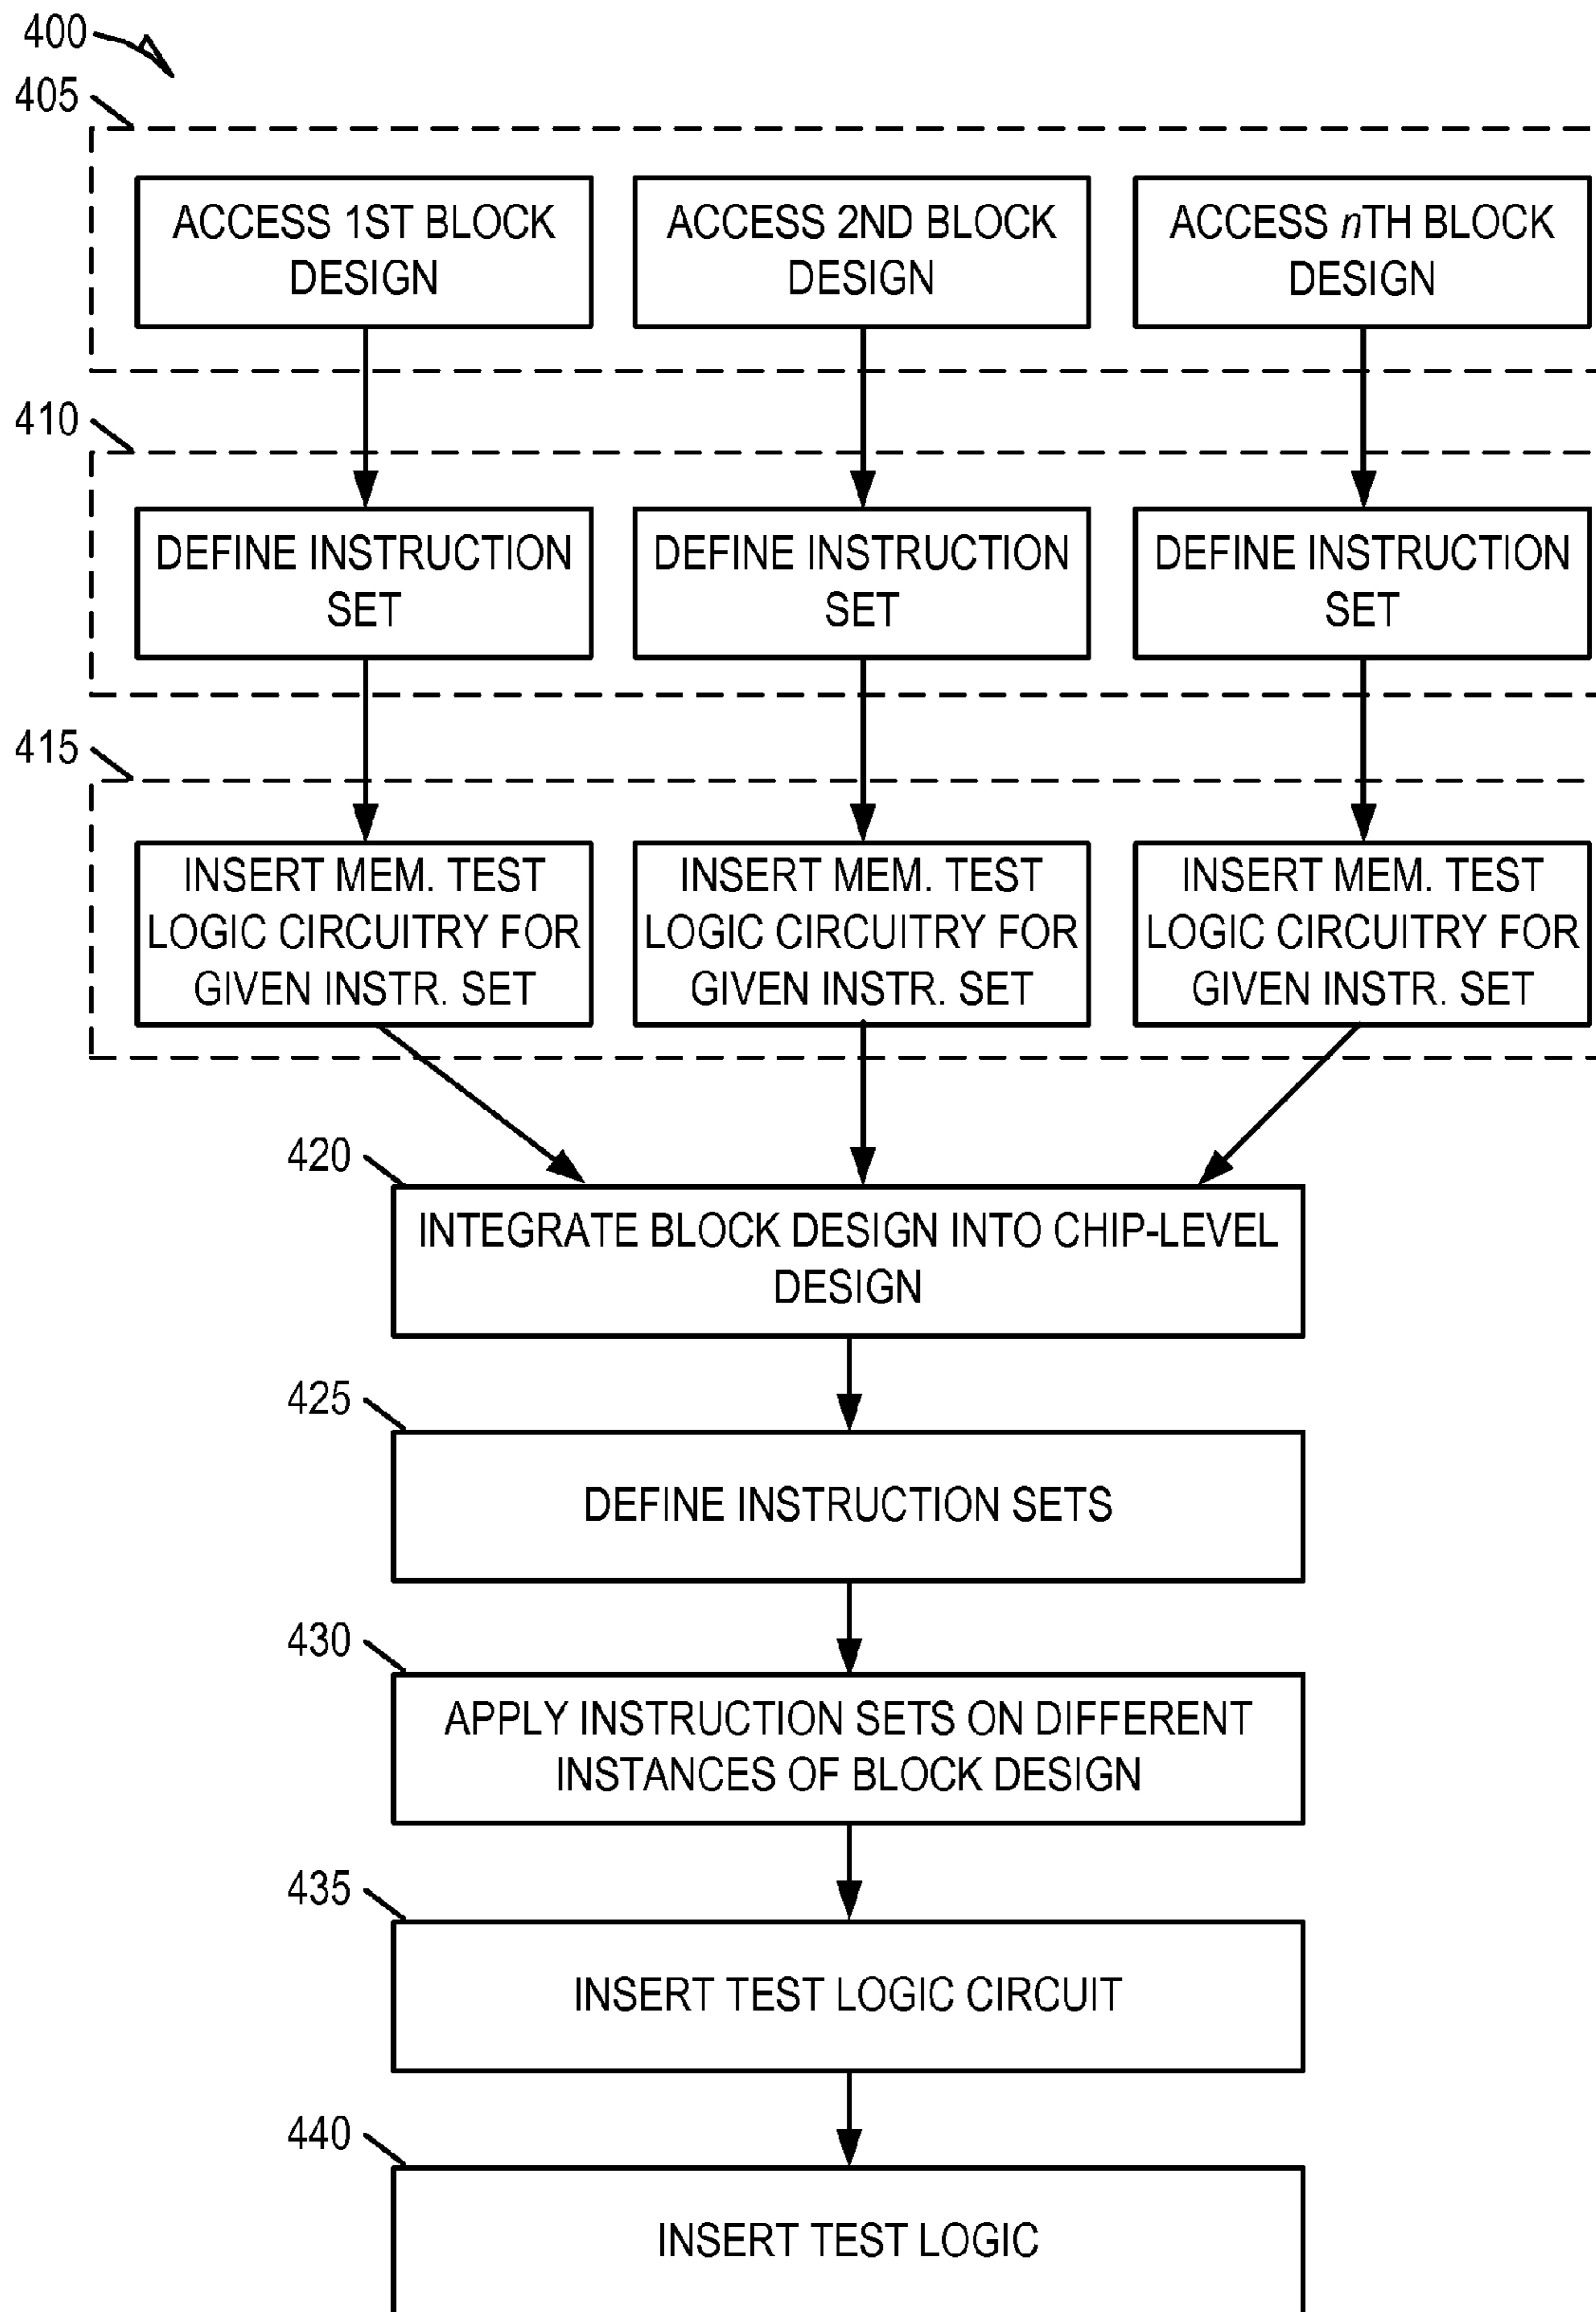 400
405
ACCESS 1ST BLOCK
DESIGN
ACCESS 2ND BLOCK
DESIGN
ACCESS nTH BLOCK
DESIGN
410
DEFINE INSTRUCTION
SET
DEFINE INSTRUCTION
SET
DEFINE INSTRUCTION
SET
415
INSERT MEM. TEST
LOGIC CIRCUITRY FOR
GIVEN INSTR. SET
INSERT MEM. TEST
LOGIC CIRCUITRY FOR
GIVEN INSTR. SET
INSERT MEM. TEST
LOGIC CIRCUITRY FOR
GIVEN INSTR. SET
420
INTEGRATE BLOCK DESIGN INTO CHIP-LEVEL
DESIGN
425
DEFINE INSTRUCTION SETS
430
APPLY INSTRUCTION SETS ON DIFFERENT
INSTANCES OF BLOCK DESIGN
435
INSERT TEST LOGIC CIRCUIT
440
INSERT TEST LOGIC